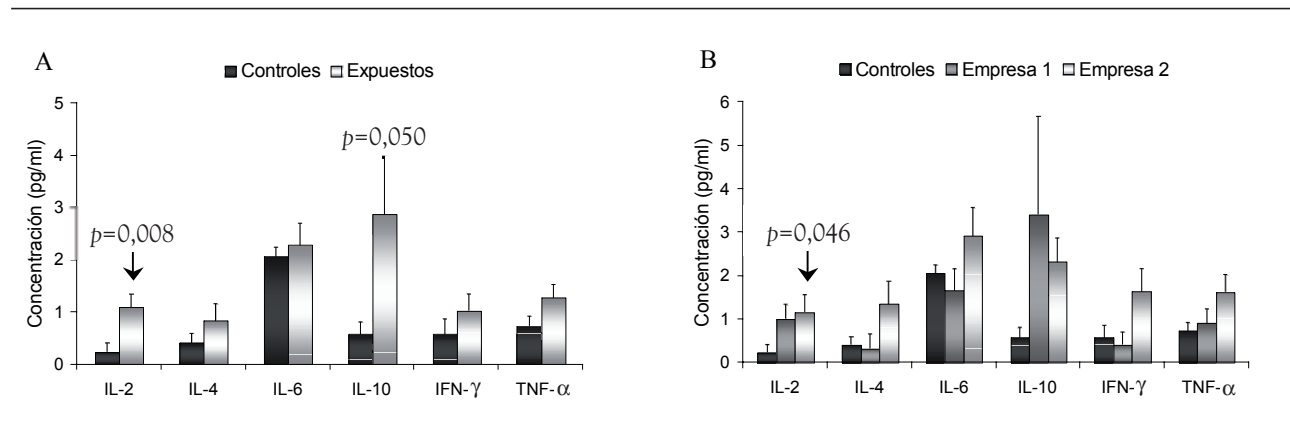 A
Controles Expuestos
5
4
3
2
1
0
Concentración (pg/ml)
p=0,008
p=0,050
IL-2 IL-4 IL-6 IL-10 IFN-γ TNF-α
B
Controles Empresa 1 Empresa 2
6
5
4
3
2
1
0
Concentración (pg/ml)
p=0,046
IL-2 IL-4 IL-6 IL-10 IFN-γ TNF-α